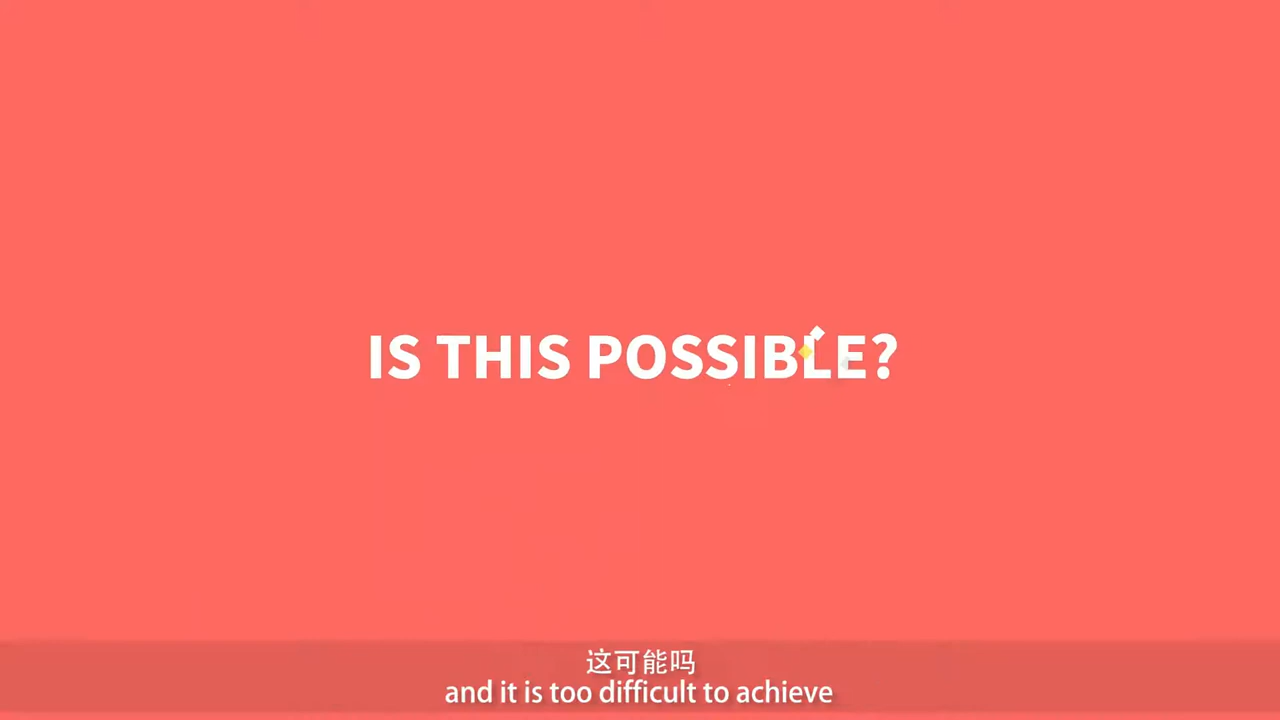 IS THIS POSSIBLE?
这可能吗
and it is too difficult to achieve